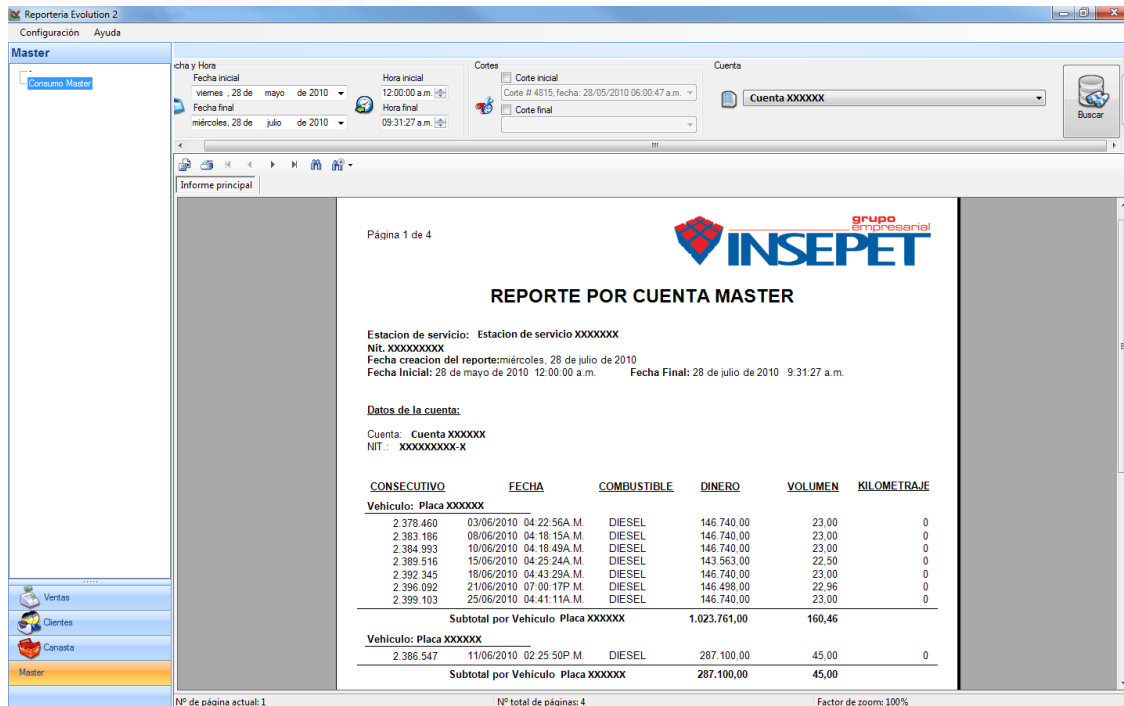 Reporteria Evolution 2
Configuración Ayuda
Master
Consumo Master
Ventas
Clientes
Canasta
Master
cha y Hora
Fecha inicial Hora inicial
viernes , 28 de mayo de 2010 12:00:00 a.m.
Fecha final Hora final
miércoles, 28 de julio de 2010 09:31:27 a.m.
Cortes
Corte inicial
Corte # 4815, fecha: 28/05/2010 06:00:47 a.m.
Corte final
Cuenta
Cuenta XXXXXX
Buscar
Informe principal
Página 1 de 4
grupo
empresarial
INSEPET
REPORTE POR CUENTA MASTER
Estacion de servicio: Estacion de servicio XXXXXXX
Nit. XXXXXXXXX
Fecha creacion del reporte:miércoles, 28 de julio de 2010
Fecha Inicial: 28 de mayo de 2010 12:00:00 a.m. Fecha Final: 28 de julio de 2010 9:31:27 a.m.
Datos de la cuenta:
Cuenta: Cuenta XXXXXX
NIT.: XXXXXXXXX-X
CONSECUTIVO FECHA COMBUSTIBLE DINERO VOLUMEN KILOMETRAJE
Vehiculo: Placa XXXXXX
2.378.460 03/06/2010 04:22:56A.M. DIESEL 146.740,00 23,00 0
2.383.186 08/06/2010 04:18:15A.M. DIESEL 146.740,00 23,00 0
2.384.993 10/06/2010 04:18:49A.M. DIESEL 146.740,00 23,00 0
2.389.516 15/06/2010 04:25:24A.M. DIESEL 143.563,00 22,50 0
2.392.345 18/06/2010 04:43:29A.M. DIESEL 146.740,00 23,00 0
2.396.092 21/06/2010 07:00:17P.M. DIESEL 146.498,00 22,96 0
2.399.103 25/06/2010 04:41:11A.M. DIESEL 146.740,00 23,00 0
Subtotal por Vehiculo Placa XXXXXX 1.023.761,00 160,46
Vehiculo: Placa XXXXXX
2.386.547 11/06/2010 02:25:50P.M. DIESEL 287.100,00 45,00 0
Subtotal por Vehiculo Placa XXXXXX 287.100,00 45,00
Nº de página actual: 1 Nº total de páginas: 4 Factor de zoom: 100%